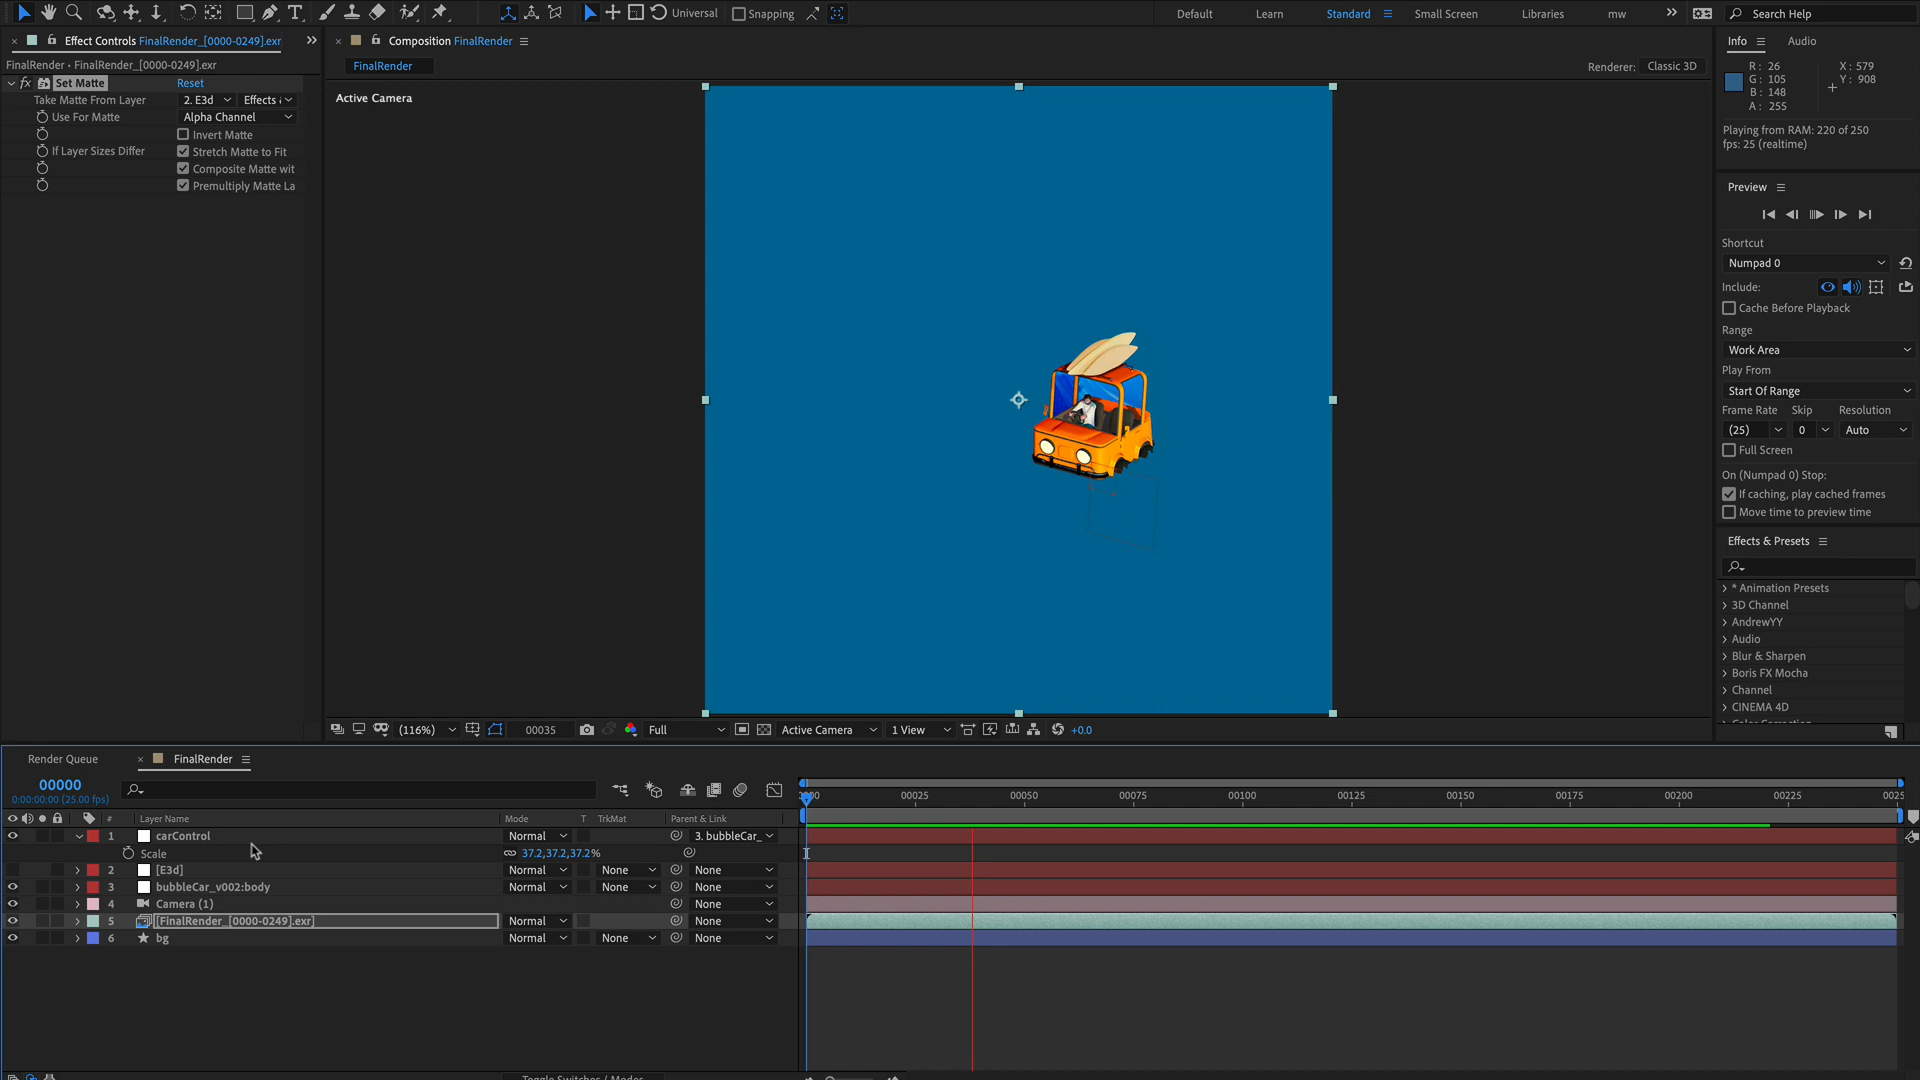 Universal
Snapping
Default
Learn
Standard
Small Screen
Libraries
mw
Search Help
Effect Controls FinalRender_[0000-0249].exr
FinalRender • FinalRender_[0000-0249].exr
fx Set Matte
Reset
Take Matte From Layer
2. E3d
Effects
Use For Matte
Alpha Channel
Invert Matte
If Layer Sizes Differ
Stretch Matte to Fit
Composite Matte wit
Premultiply Matte La
Composition FinalRender
FinalRender
Renderer:
Classic 3D
Active Camera
Info
Audio
R: 26
G: 105
B: 148
A: 255
X: 579
Y: 908
Playing from RAM: 220 of 250
fps: 25 (realtime)
Preview
Shortcut
Numpad 0
Include:
Cache Before Playback
Range
Work Area
Play From
Start Of Range
Frame Rate
Skip
Resolution
(25)
0
Auto
Full Screen
On (Numpad 0) Stop:
If caching, play cached frames
Move time to preview time
Effects & Presets
* Animation Presets
3D Channel
AndrewYY
Audio
Blur & Sharpen
Boris FX Mocha
Channel
CINEMA 4D
(116%)
00035
Full
Active Camera
1 View
+0.0
Render Queue
FinalRender
00000
0:00:00:00 (25.00 fps)
00025
00050
00075
00100
00125
00150
00175
00200
00225
#
Layer Name
Mode
T
TrkMat
Parent & Link
1
carControl
Normal
3. bubbleCar_
Scale
37.2,37.2,37.2%
2
[E3d]
Normal
None
None
3
bubbleCar_v002:body
Normal
None
None
4
Camera (1)
None
5
[FinalRender_[0000-0249].exr]
Normal
None
6
bg
Normal
None
None
Toggle Switches / Modes